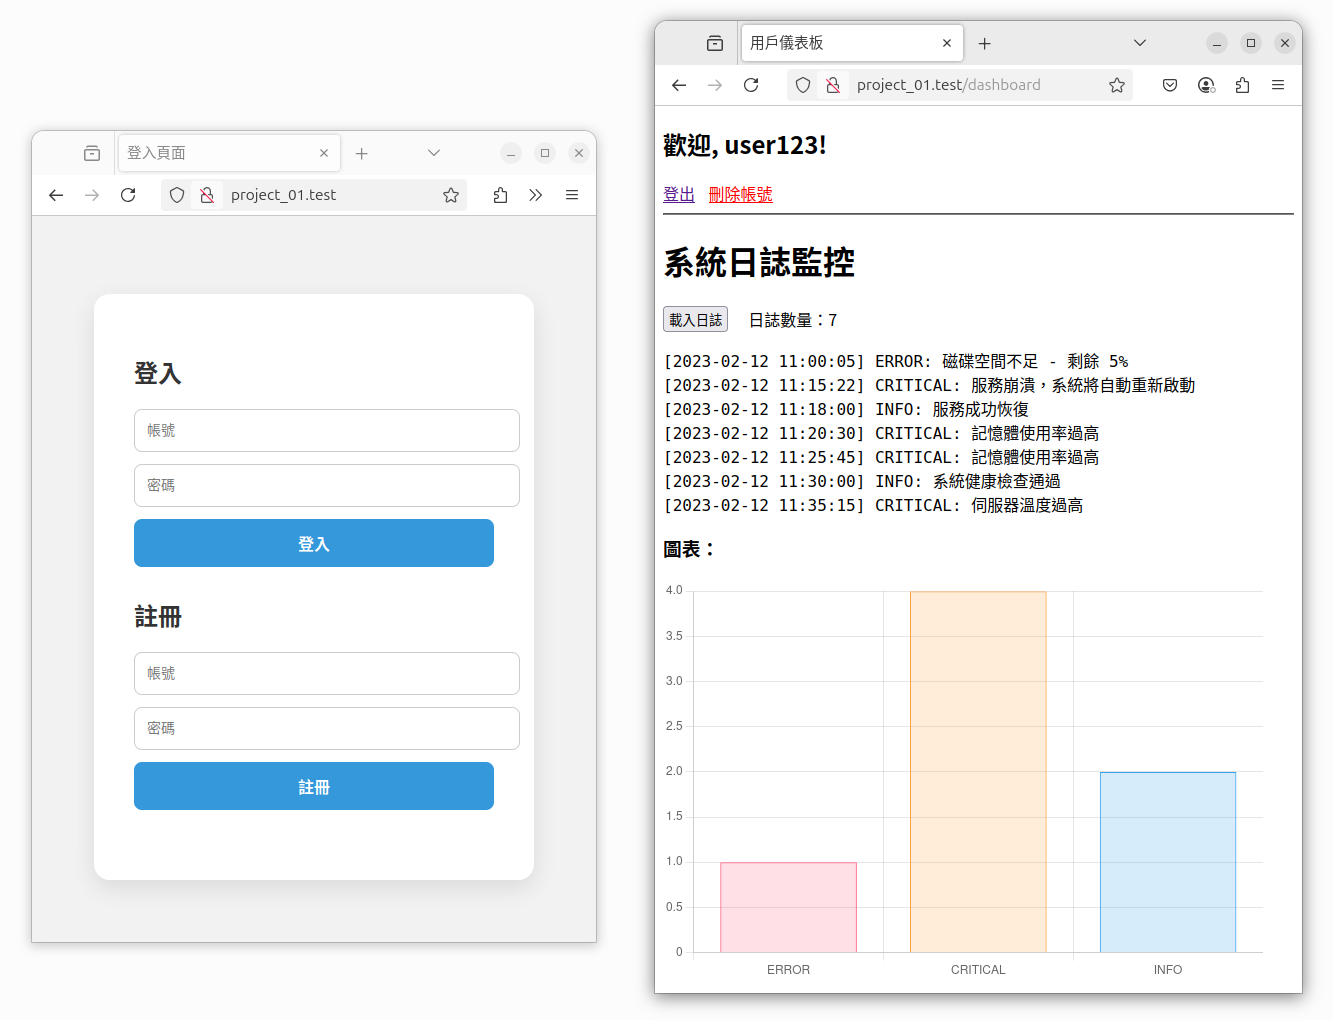 登入頁面
project_01.test
登入
帳號
密碼
登入
註冊
帳號
密碼
註冊
用戶儀表板
project_01.test/dashboard
歡迎, user123!
登出 刪除帳號
系統日誌監控
載入日誌 日誌數量：7
[2023-02-12 11:00:05] ERROR: 磁碟空間不足 - 剩餘 5%
[2023-02-12 11:15:22] CRITICAL: 服務崩潰，系統將自動重新啟動
[2023-02-12 11:18:00] INFO: 服務成功恢復
[2023-02-12 11:20:30] CRITICAL: 記憶體使用率過高
[2023-02-12 11:25:45] CRITICAL: 記憶體使用率過高
[2023-02-12 11:30:00] INFO: 系統健康檢查通過
[2023-02-12 11:35:15] CRITICAL: 伺服器溫度過高
圖表：
4.0
3.5
3.0
2.5
2.0
1.5
1.0
0.5
0
ERROR CRITICAL INFO